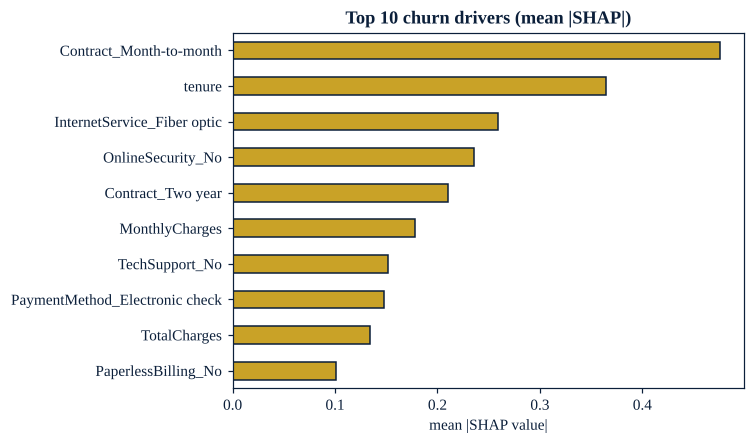 Top 10 churn drivers (mean |SHAP|)
Contract_Month-to-month
tenure
InternetService_Fiber optic
OnlineSecurity_No
Contract_Two year
MonthlyCharges
TechSupport_No
PaymentMethod_Electronic check
TotalCharges
PaperlessBilling_No
0.0 0.1 0.2 0.3 0.4
mean |SHAP value|